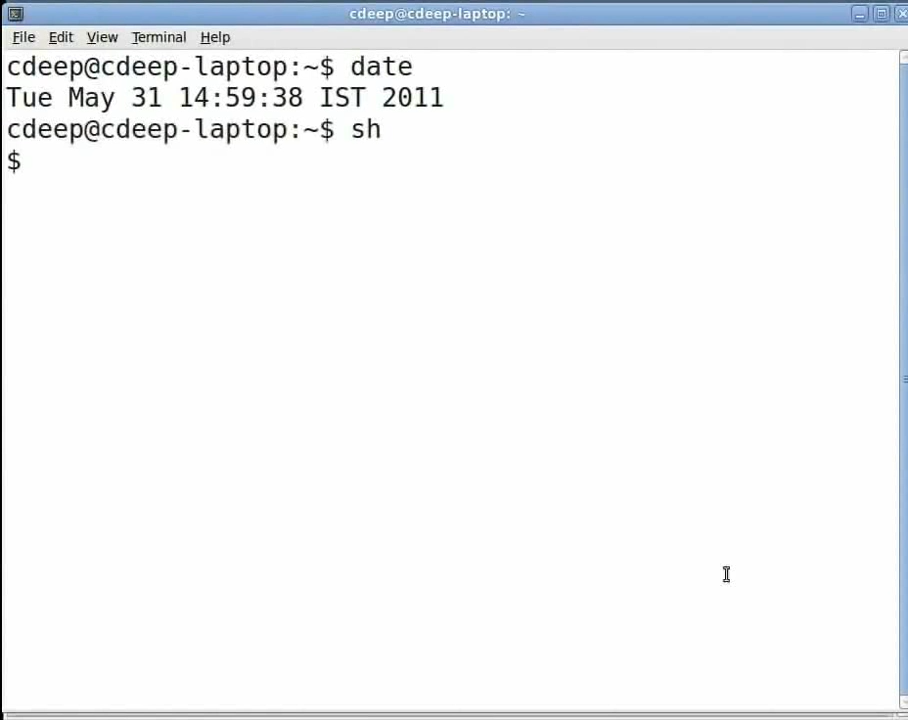 cdeep@cdeep-laptop: ~
File Edit View Terminal Help
cdeep@cdeep-laptop:~$ date
Tue May 31 14:59:38 IST 2011
cdeep@cdeep-laptop:~$ sh
$